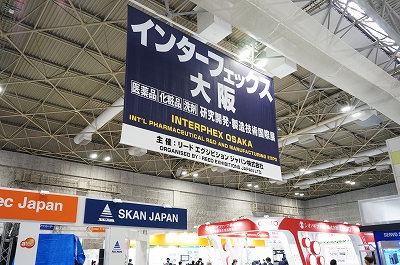 インターフェックス
大阪
医薬品 化粧品 洗剤 研究開発・製造技術国際展
INTERPHEX OSAKA
INT'L PHARMACEUTICAL R&D AND MANUFACTURING EXPO
主催：リード エグジビション ジャパン株式会社
ORGANISED BY : REED EXHIBITIONS JAPAN LTD.
ec Japan
SKAN JAPAN